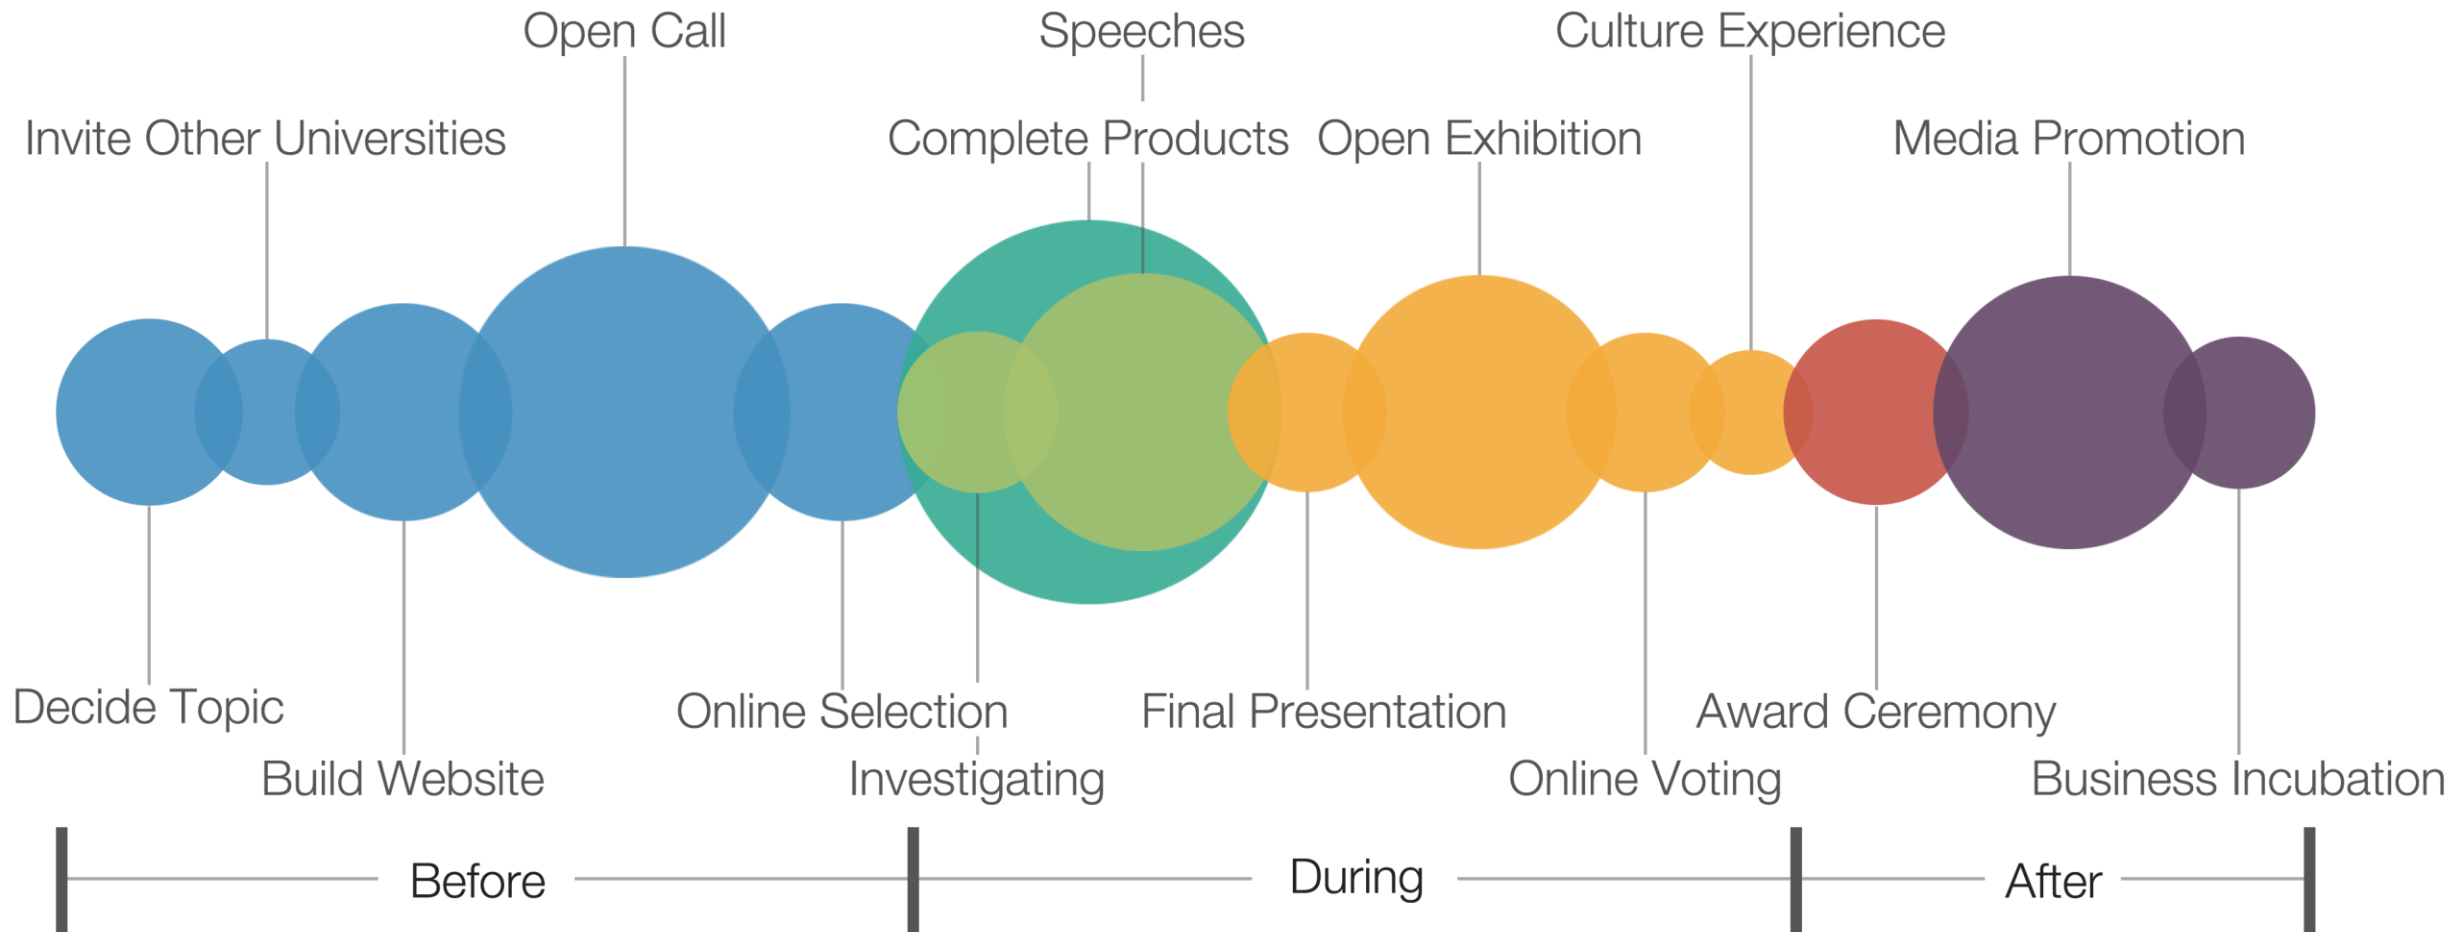 Open Call
Speeches
Culture Experience
Invite Other Universities
Complete Products
Open Exhibition
Media Promotion
Decide Topic
Online Selection
Final Presentation
Award Ceremony
Build Website
Investigating
Online Voting
Business Incubation
Before
During
After